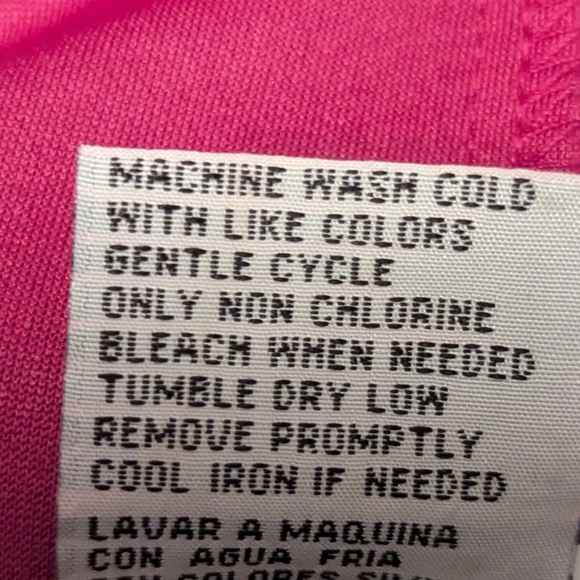 MACHINE WASH COLD
WITH LIKE COLORS
GENTLE CYCLE
ONLY NON CHLORINE
BLEACH WHEN NEEDED
TUMBLE DRY LOW
REMOVE PROMPTLY
COOL IRON IF NEEDED
LAVAR A MAQUINA
CON AGUA FRIA
COLORES